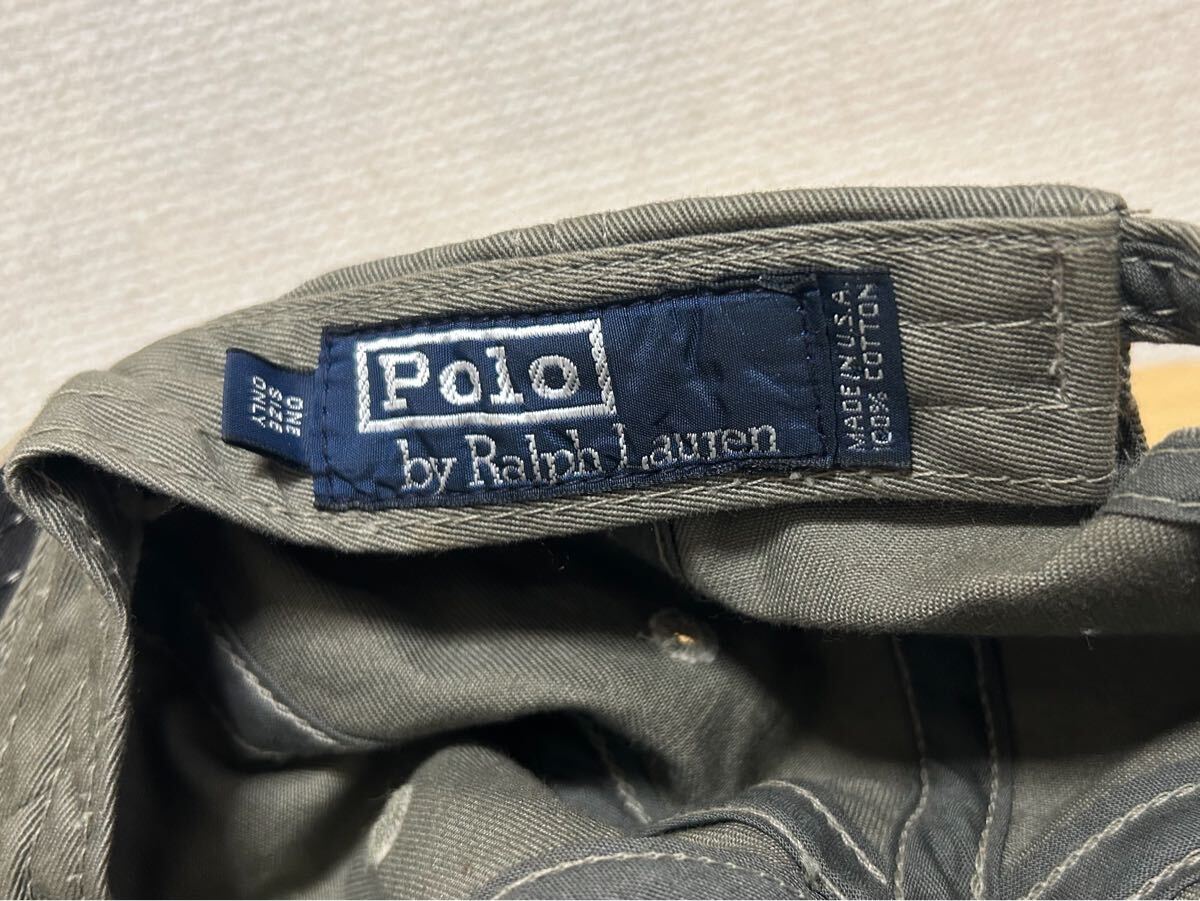 Polo
by Ralph Lauren
ONE
SIZE
ONLY
MADE IN U.S.A.
100% COTTON